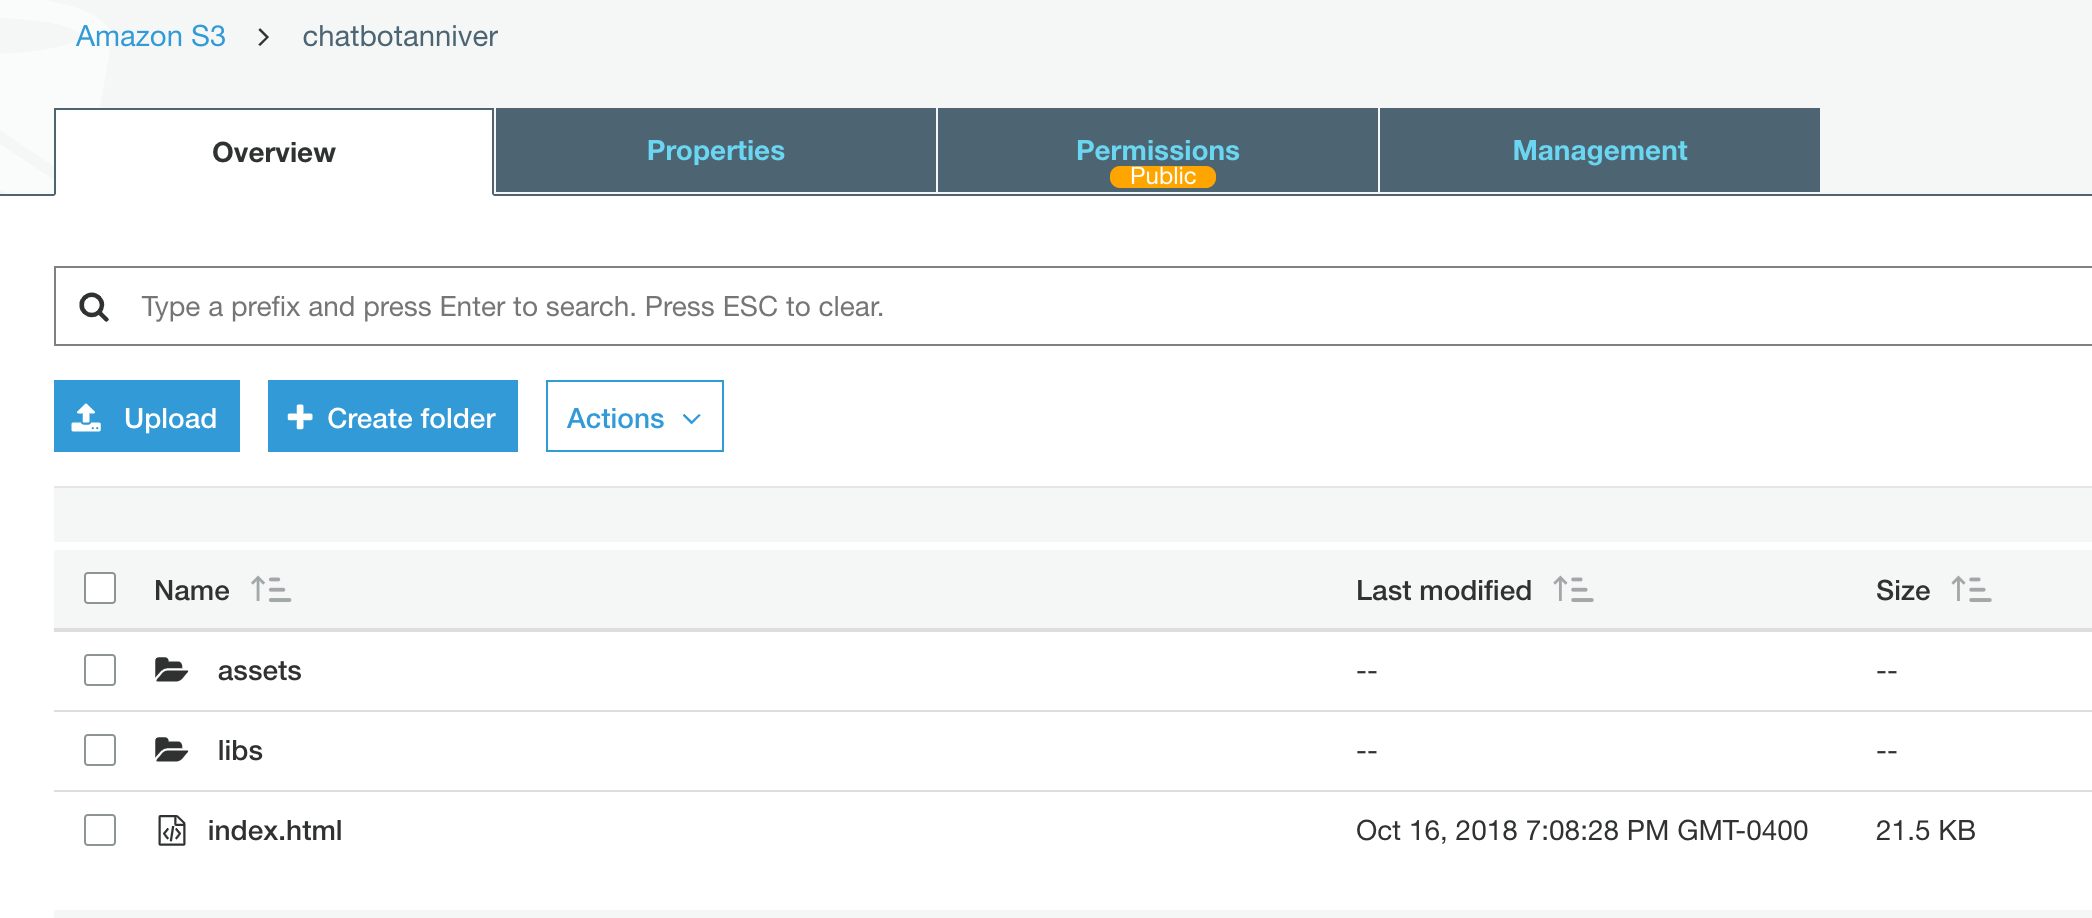 Amazon S3 > chatbotanniver
Overview Properties Permissions Management
Public
Type a prefix and press Enter to search. Press ESC to clear.
Upload Create folder Actions
Name Last modified Size
assets -- --
libs -- --
index.html Oct 16, 2018 7:08:28 PM GMT-0400 21.5 KB